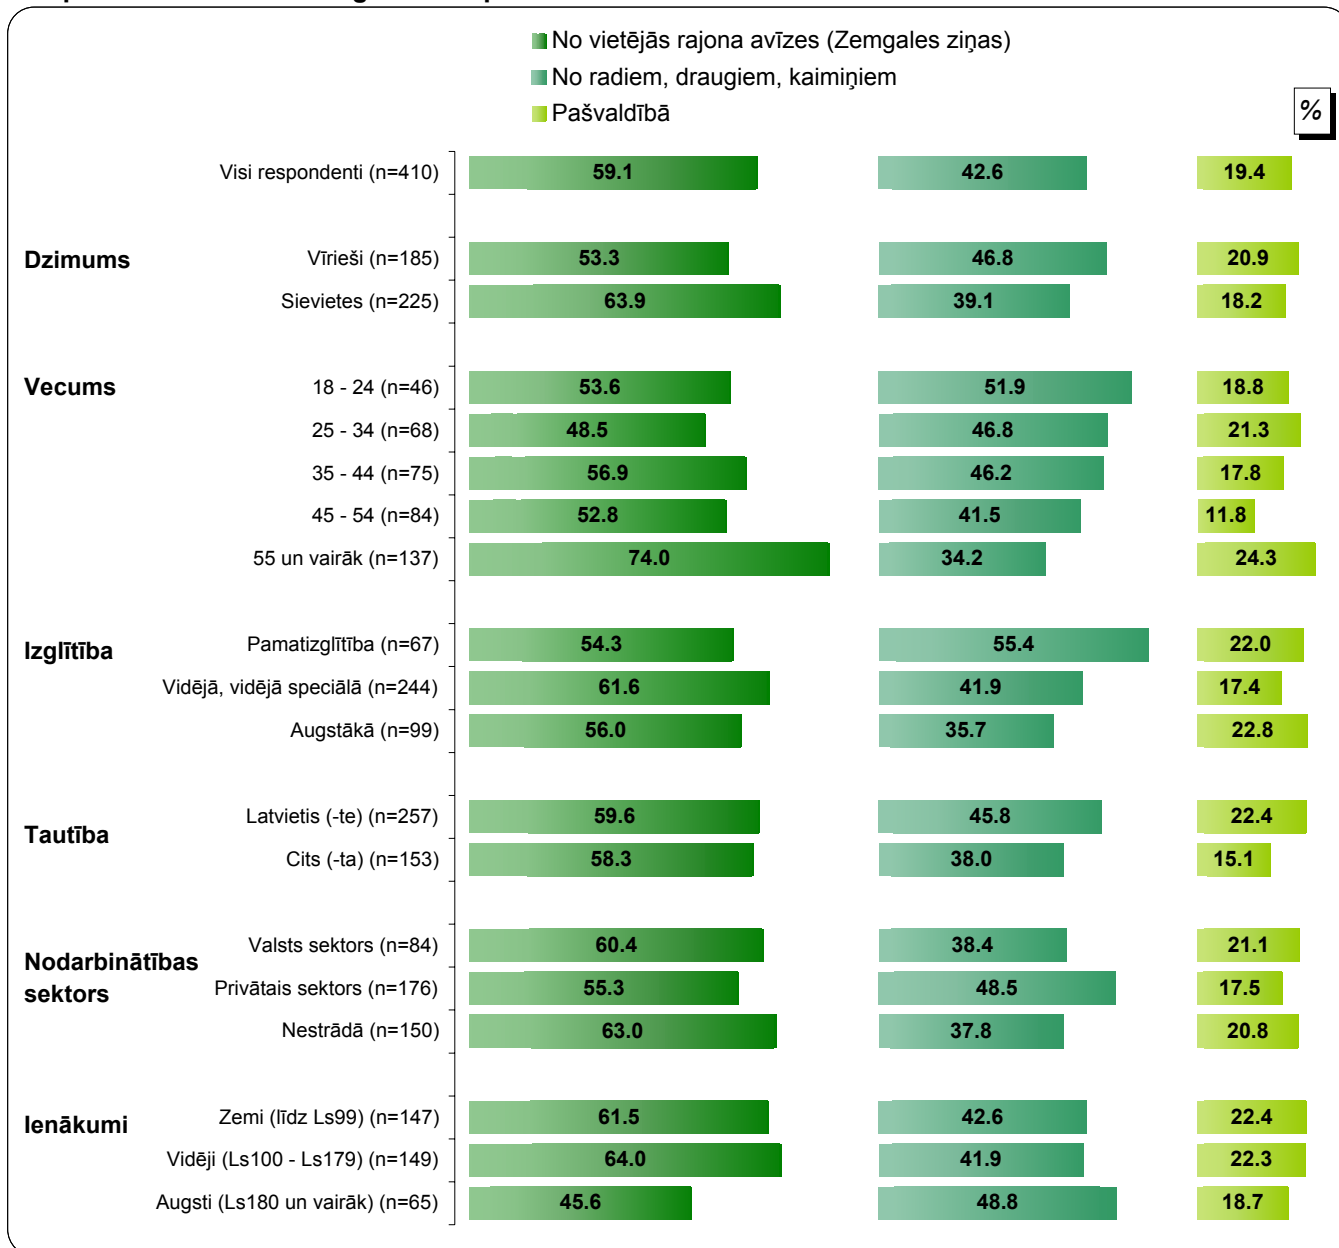 No vietējās rajona avīzes (Zemgales ziņas)
No radiem, draugiem, kaimiņiem
Pašvaldībā
%
Visi respondenti (n=410) 59.1 42.6 19.4
Dzimums
Vīrieši (n=185) 53.3 46.8 20.9
Sievietes (n=225) 63.9 39.1 18.2
Vecums
18 - 24 (n=46) 53.6 51.9 18.8
25 - 34 (n=68) 48.5 46.8 21.3
35 - 44 (n=75) 56.9 46.2 17.8
45 - 54 (n=84) 52.8 41.5 11.8
55 un vairāk (n=137) 74.0 34.2 24.3
Izglītība
Pamatizglītība (n=67) 54.3 55.4 22.0
Vidējā, vidējā speciālā (n=244) 61.6 41.9 17.4
Augstākā (n=99) 56.0 35.7 22.8
Tautība
Latvietis (-te) (n=257) 59.6 45.8 22.4
Cits (-ta) (n=153) 58.3 38.0 15.1
Nodarbinātības
sektors
Valsts sektors (n=84) 60.4 38.4 21.1
Privātais sektors (n=176) 55.3 48.5 17.5
Nestrādā (n=150) 63.0 37.8 20.8
Ienākumi
Zemi (līdz Ls99) (n=147) 61.5 42.6 22.4
Vidēji (Ls100 - Ls179) (n=149) 64.0 41.9 22.3
Augsti (Ls180 un vairāk) (n=65) 45.6 48.8 18.7